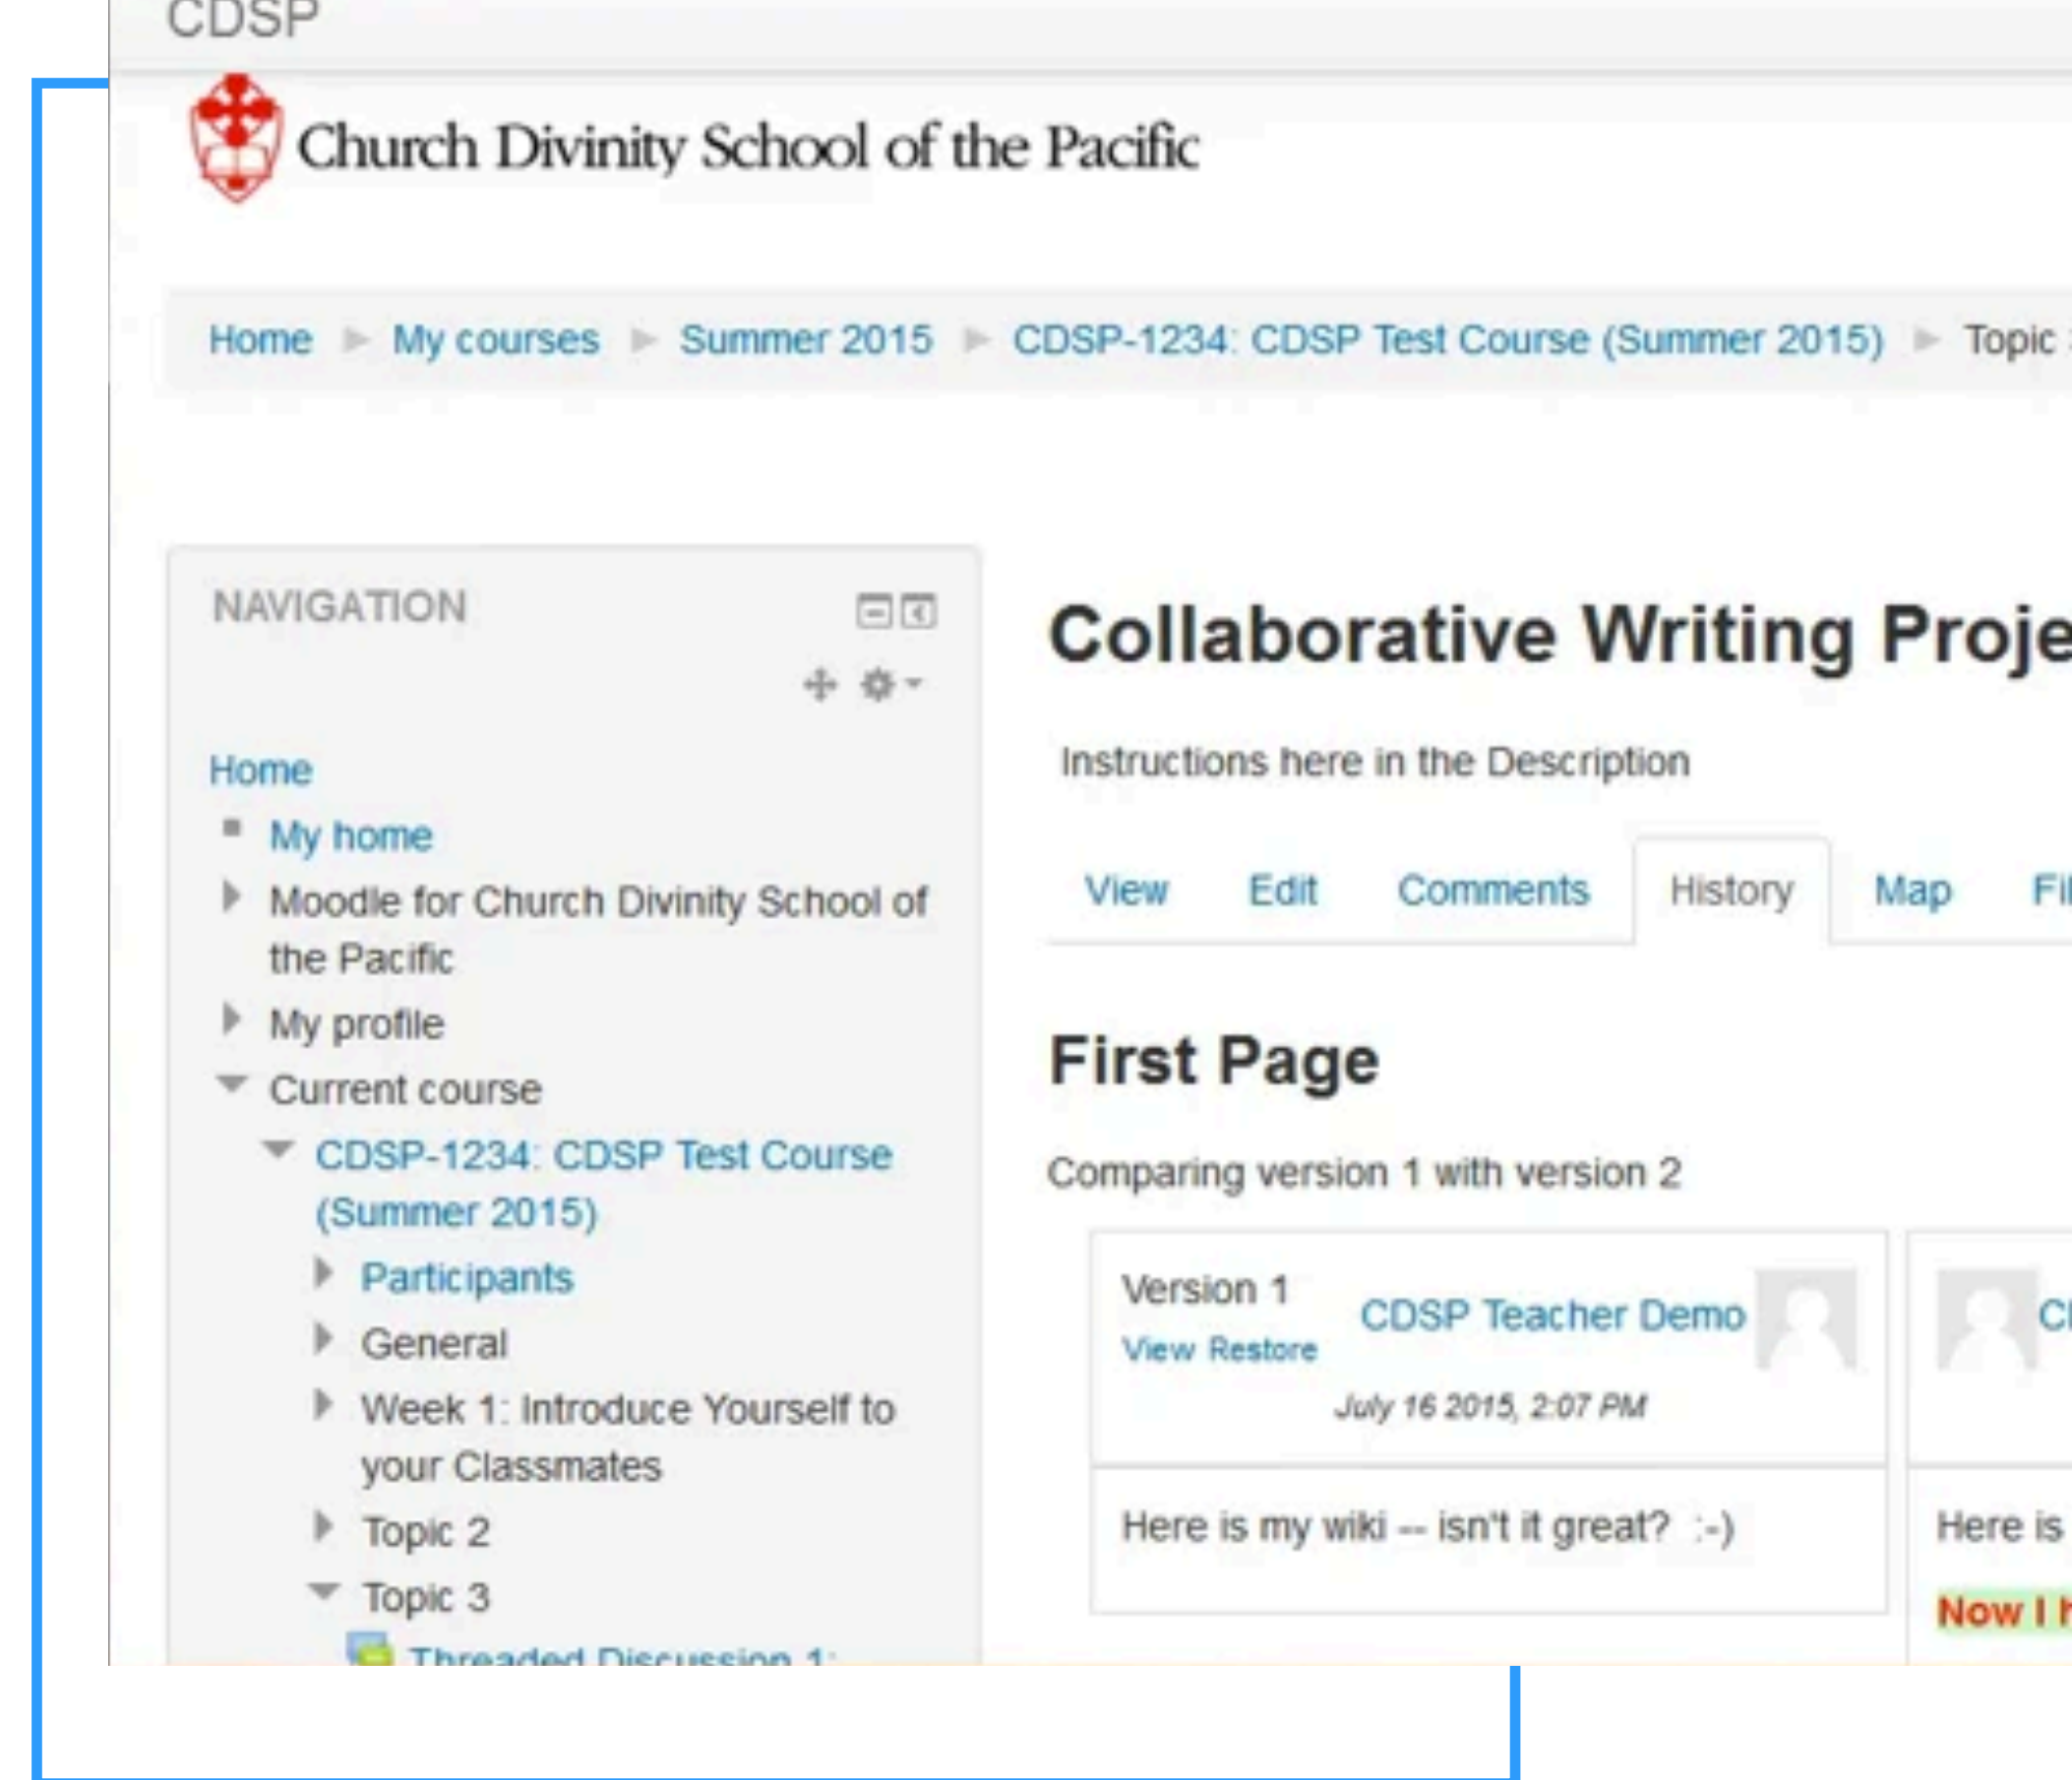 CDSP
Church Divinity School of the Pacific
Home My courses Summer 2015 CDSP-1234: CDSP Test Course (Summer 2015) Topic
NAVIGATION
Home
My home
Moodle for Church Divinity School of
the Pacific
My profile
Current course
CDSP-1234: CDSP Test Course
(Summer 2015)
Participants
General
Week 1: Introduce Yourself to
your Classmates
Topic 2
Topic 3
Threaded Discussion 1:
Collaborative Writing
Instructions here in the Description
View Edit Comments History Map
First Page
Comparing version 1 with version 2
Version 1
CDSP Teacher Demo
View Restore
July 16 2015, 2:07 PM
Here is my wiki -- isn't it great? :-)
Here is
Now I